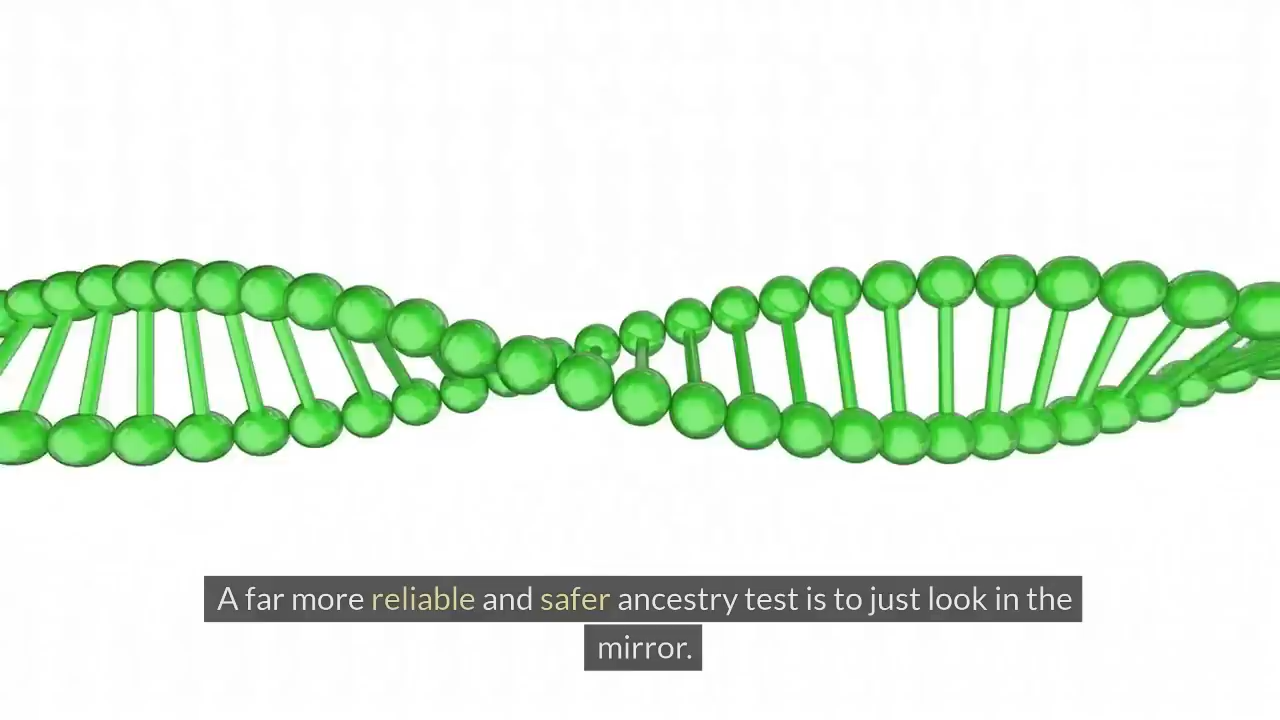 A far more reliable and safer ancestry test is to just look in the
mirror.